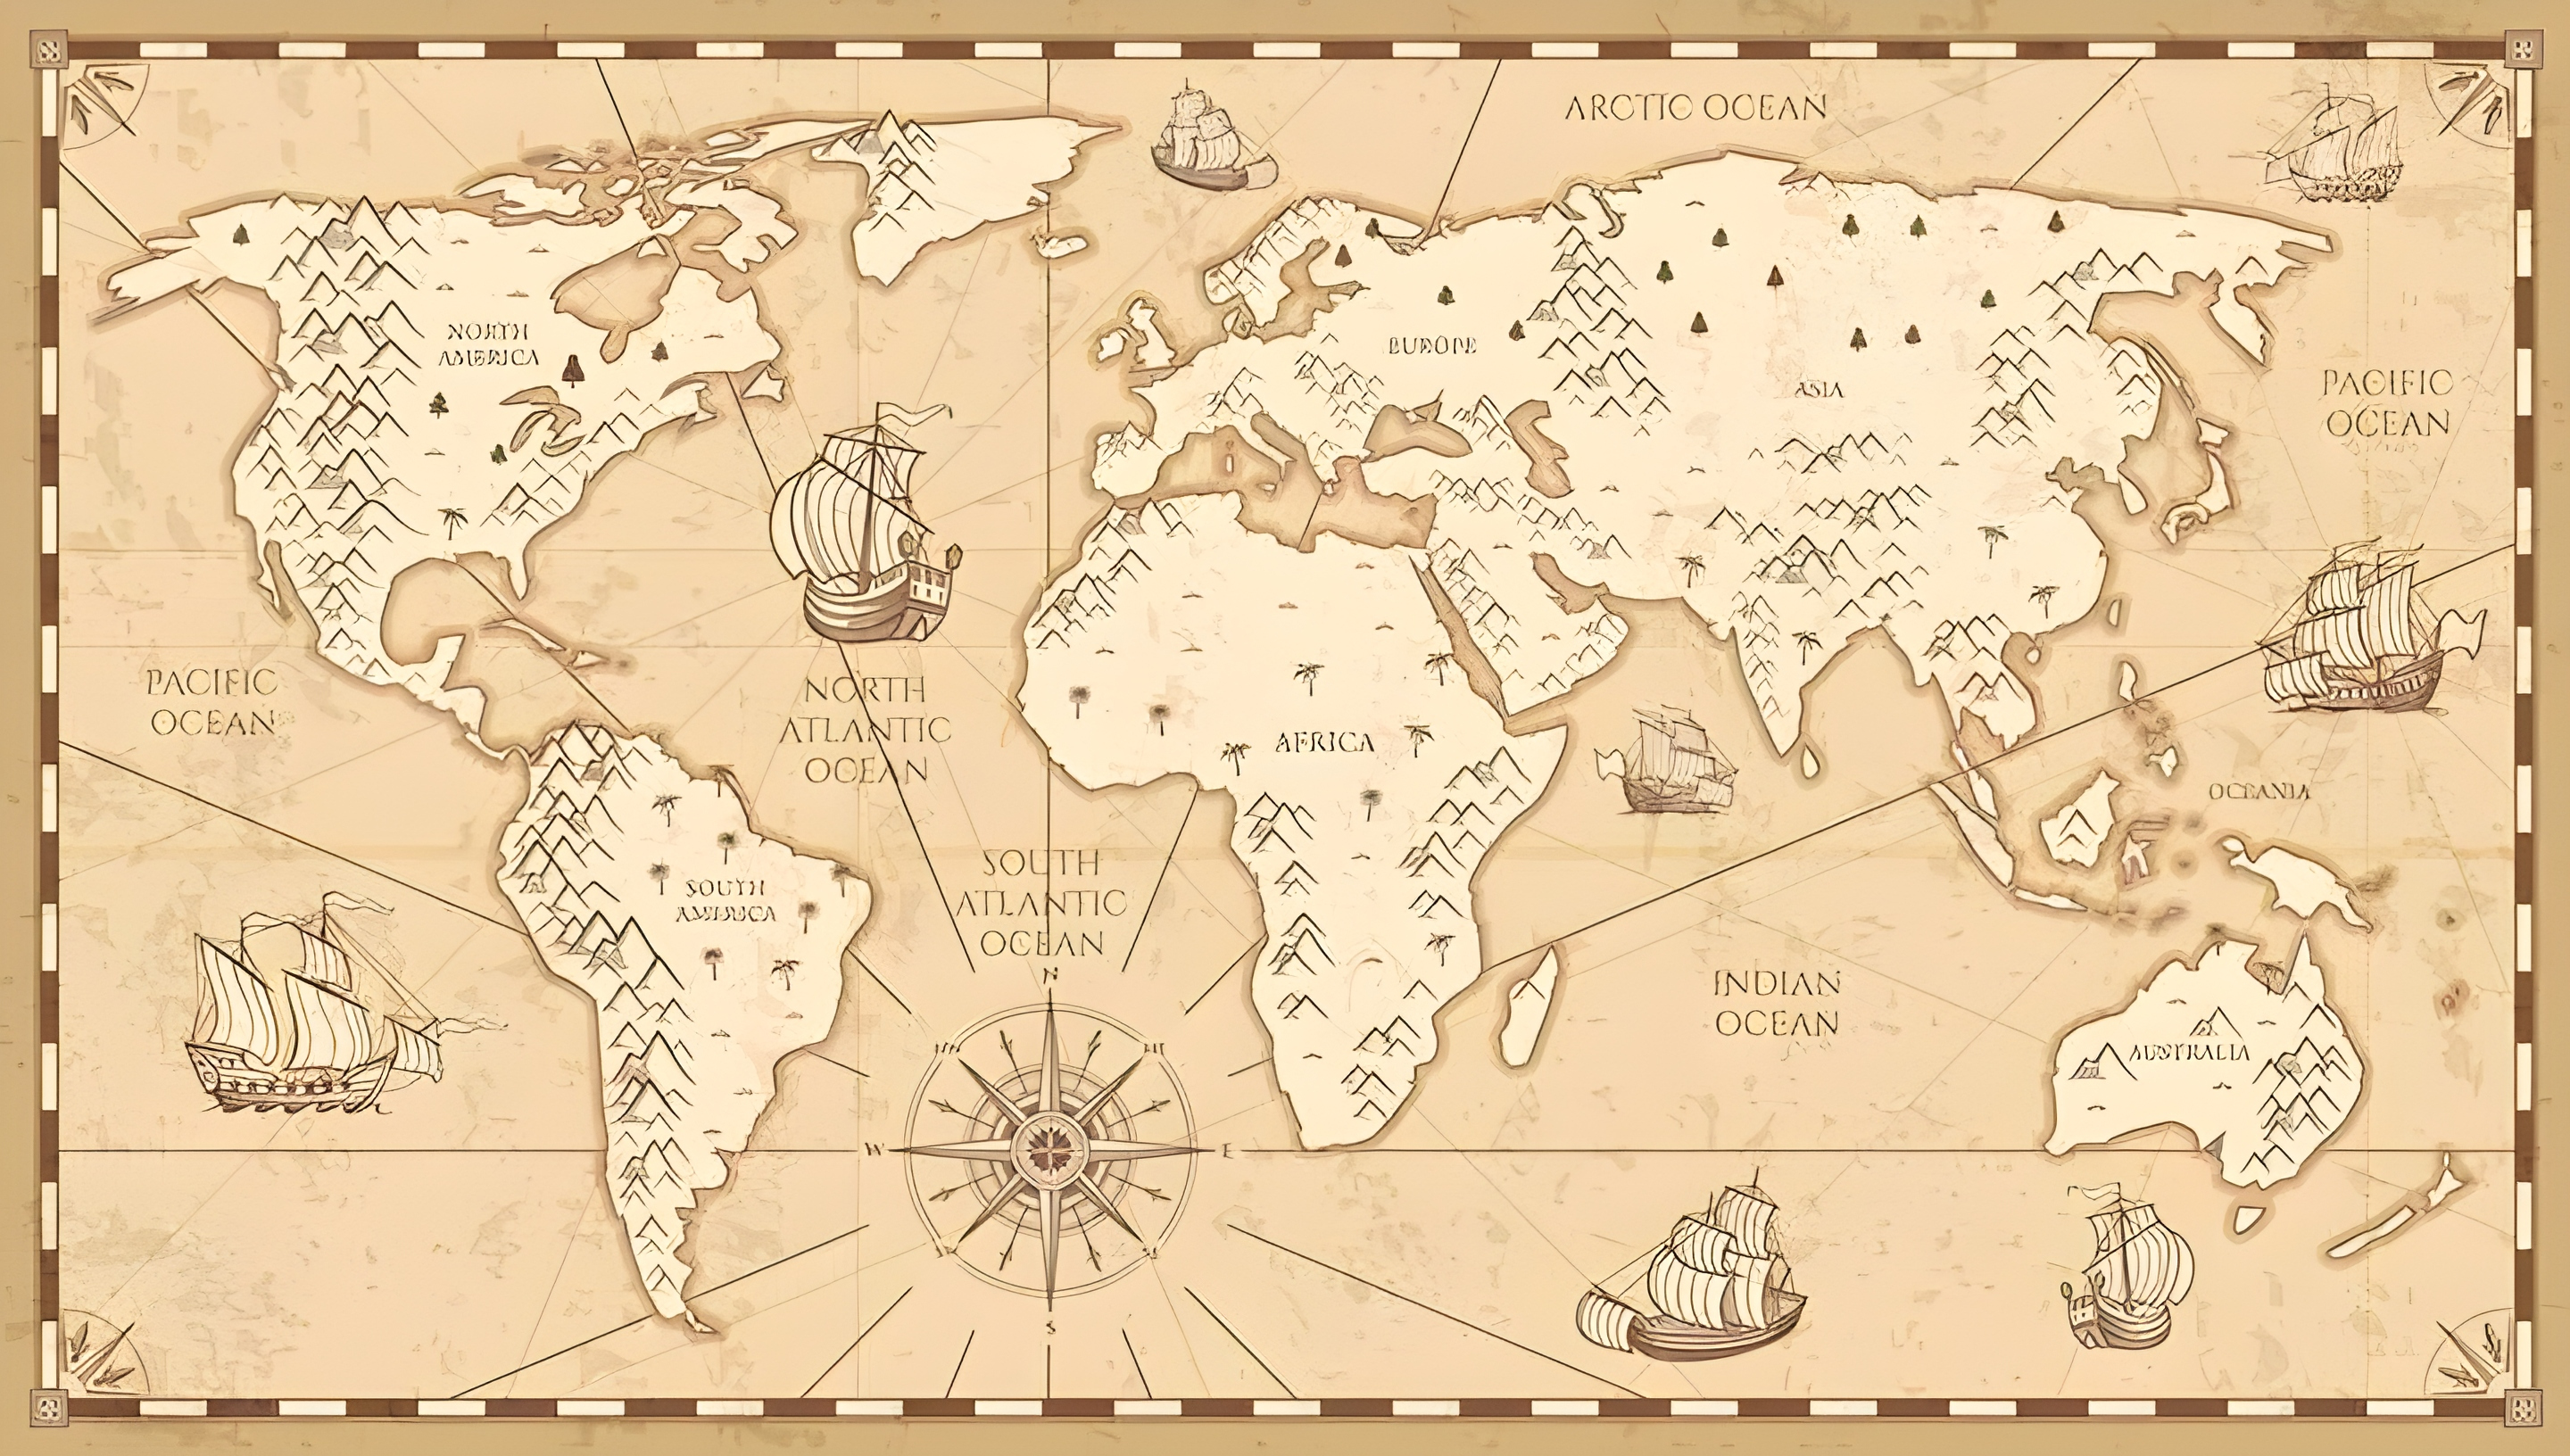 ARCTIC OCEAN
NORTH
AMERICA
EUROPE
ASIA
PACIFIC
OCEAN
PACIFIC
OCEAN
NORTH
ATLANTIC
OCEAN
AFRICA
OCEANIA
SOUTH
AMERICA
SOUTH
ATLANTIC
OCEAN
INDIAN
OCEAN
AUSTRALIA
N
W
E
S